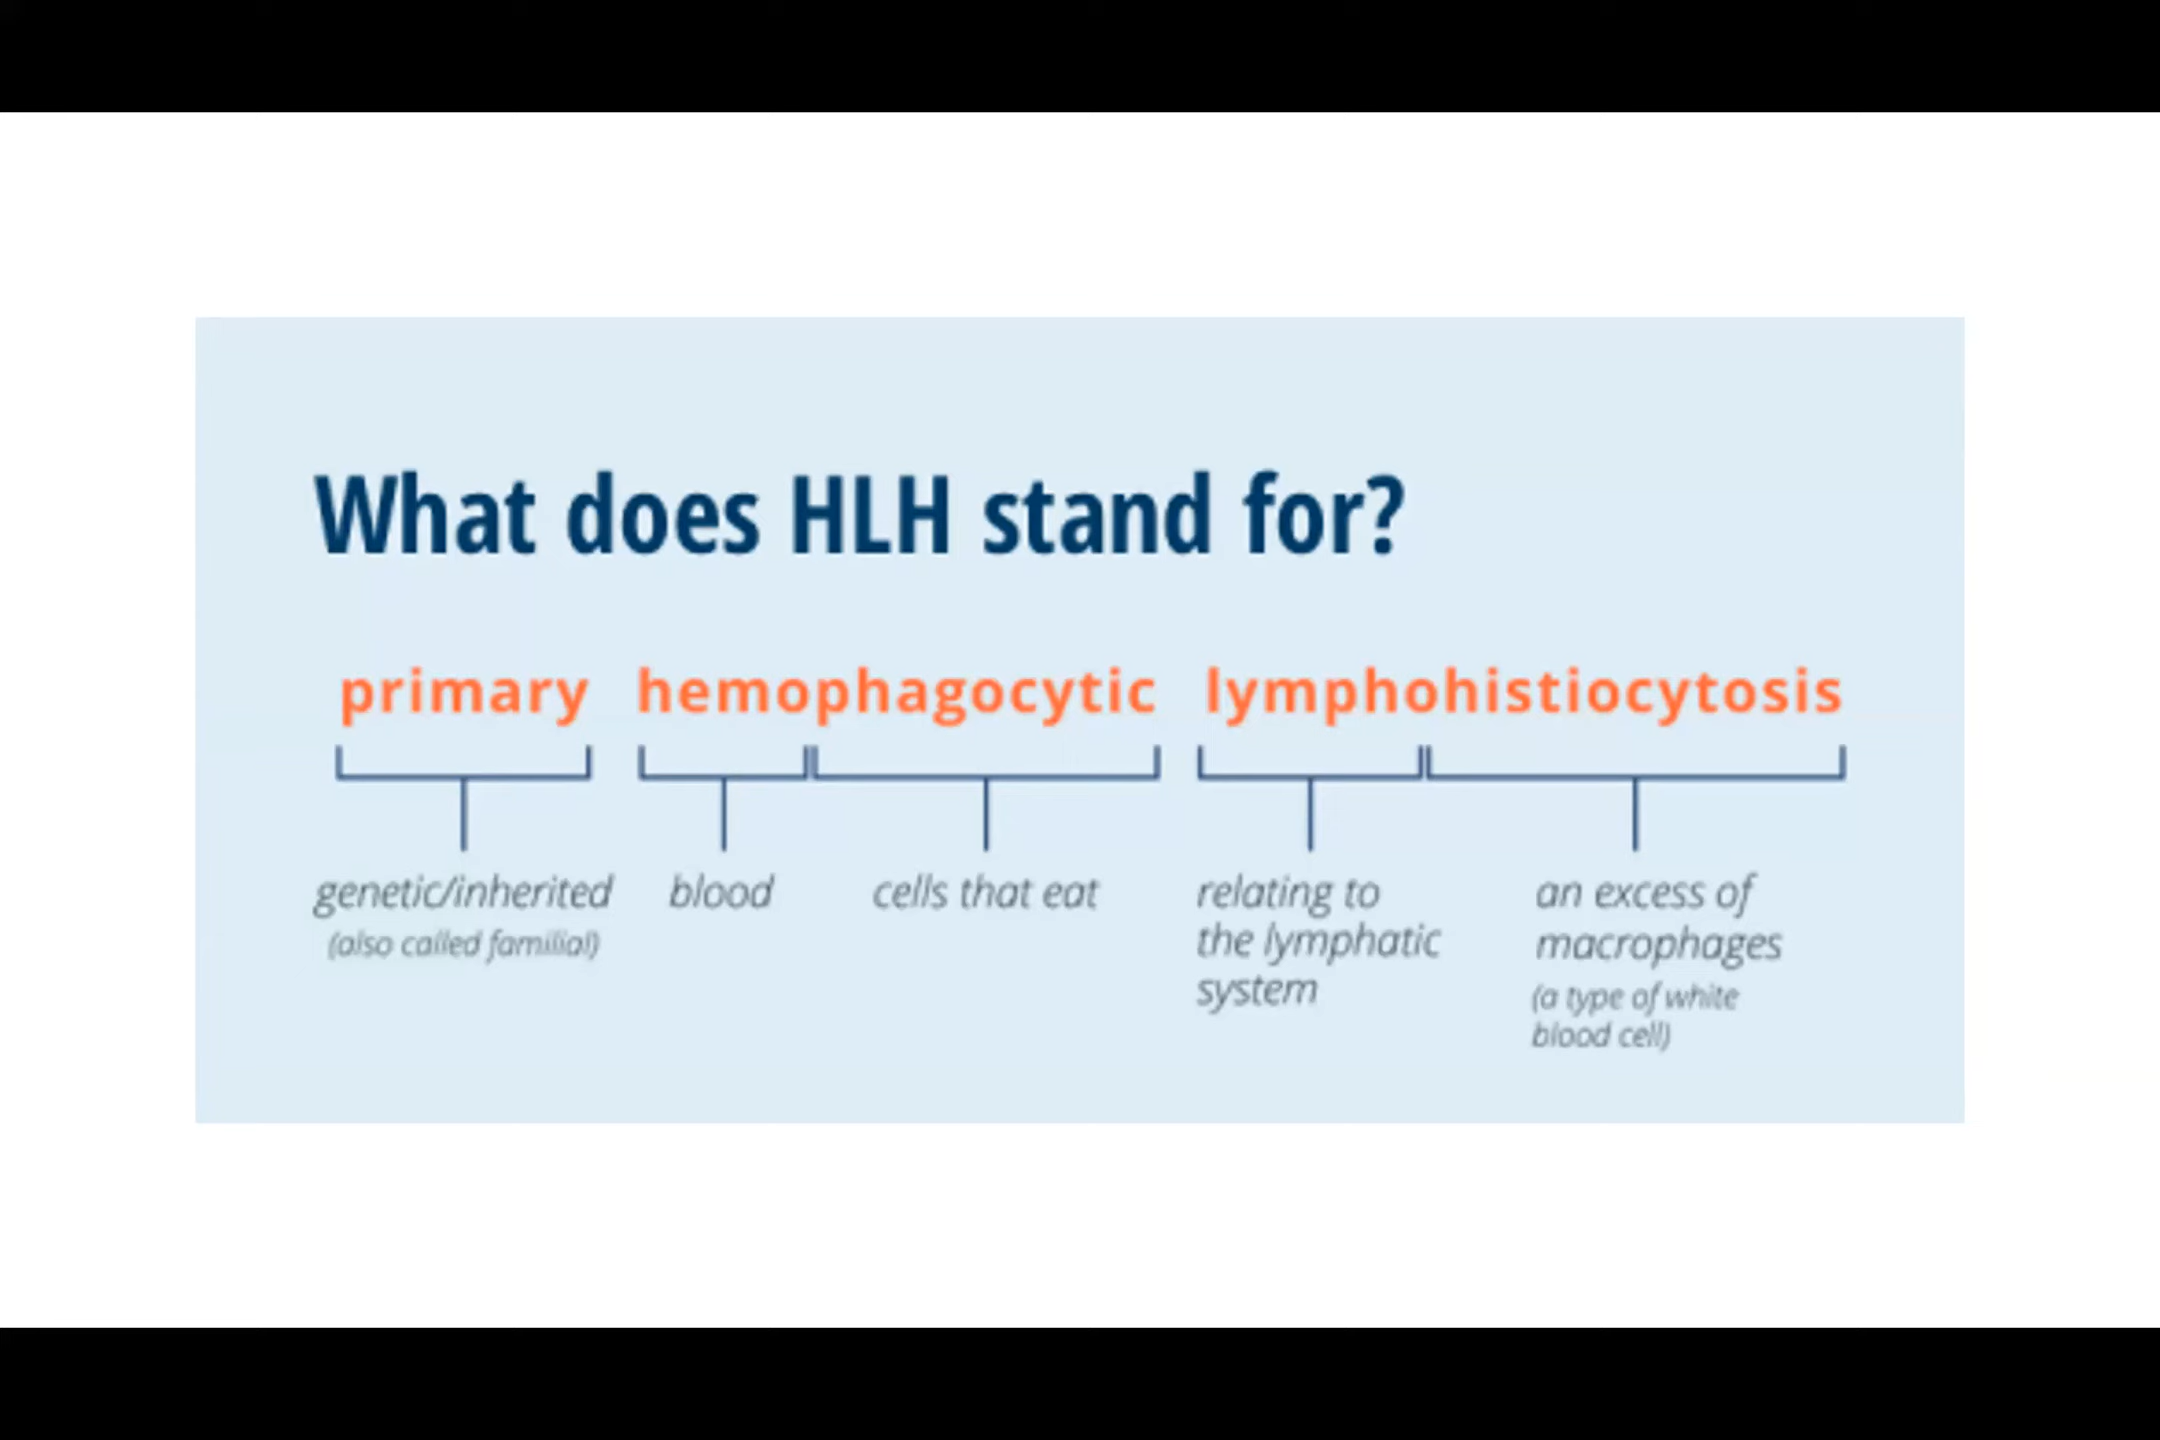 What does HLH stand for?
primary hemophagocytic lymphohistiocytosis
genetic/inherited
(also called familial)
blood
cells that eat
relating to
the lymphatic
system
an excess of
macrophages
(a type of white
blood cell)